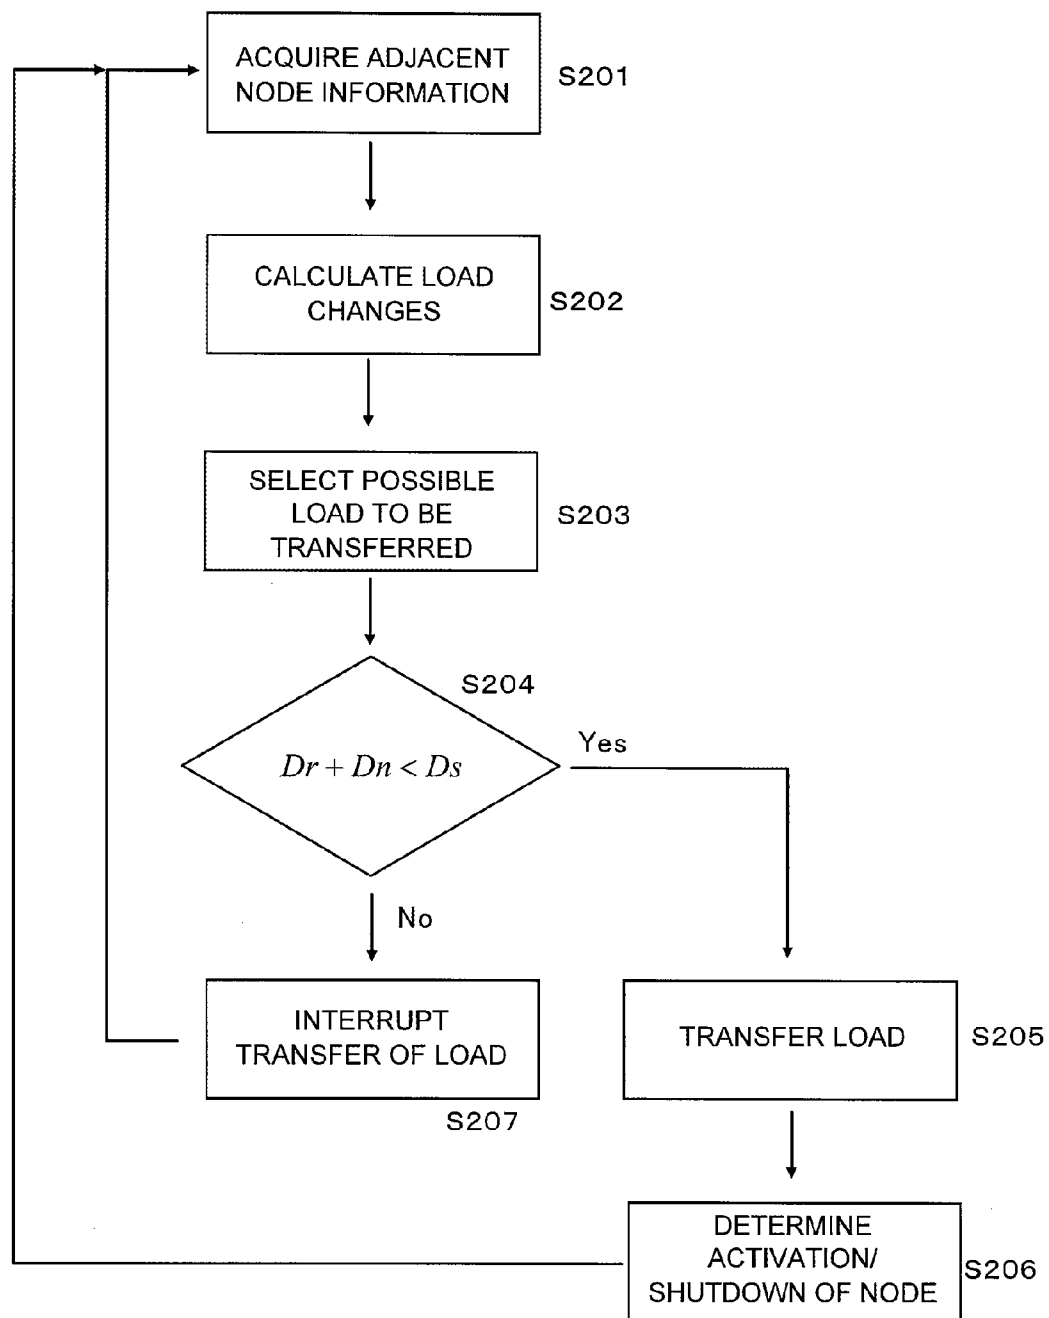 ACQUIRE ADJACENT
NODE INFORMATION
S201
CALCULATE LOAD
CHANGES
S202
SELECT POSSIBLE
LOAD TO BE
TRANSFERRED
S203
S204
Dr + Dn < Ds
Yes
No
INTERRUPT
TRANSFER OF LOAD
S207
TRANSFER LOAD
S205
DETERMINE
ACTIVATION/
SHUTDOWN OF NODE
S206